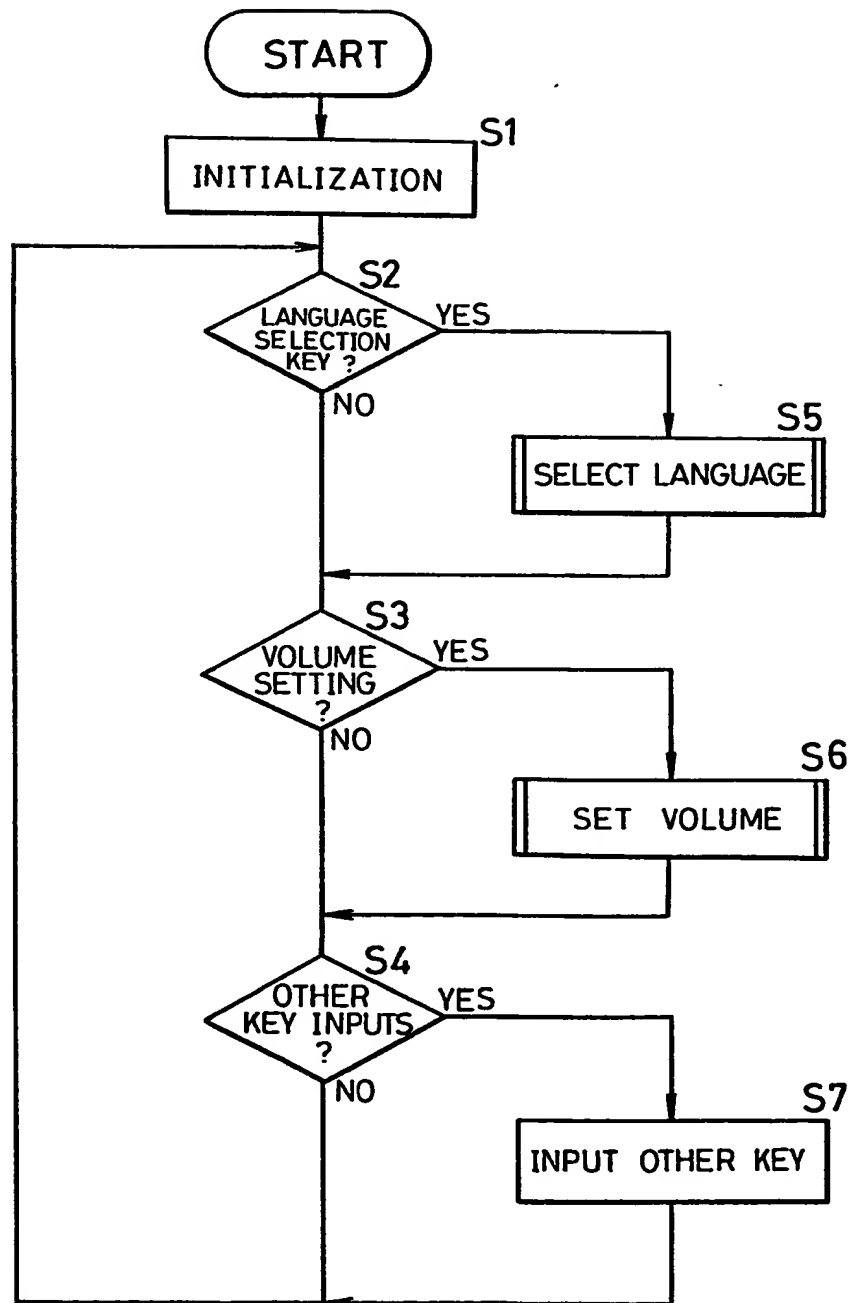 START
S1
INITIALIZATION
S2
LANGUAGE
SELECTION
KEY ?
YES
NO
S5
SELECT LANGUAGE
S3
VOLUME
SETTING
?
YES
NO
S6
SET VOLUME
S4
OTHER
KEY INPUTS
?
YES
NO
S7
INPUT OTHER KEY